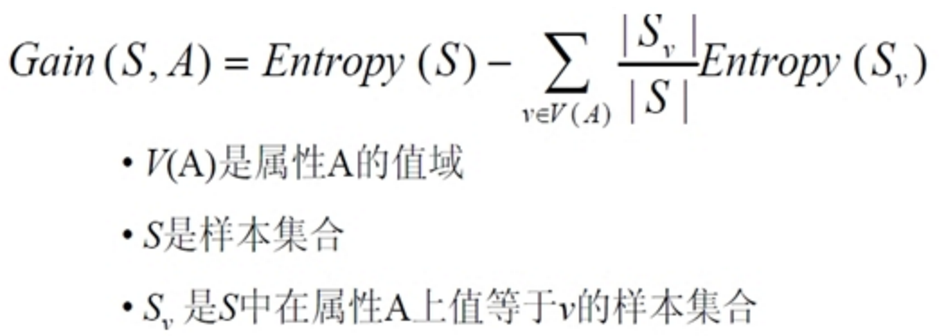 Gain (S, A) = Entropy (S) − ∑_{v∈V(A)} |S_v| / |S| Entropy (S_v)
• V(A)是属性A的值域
• S是样本集合
• S_v 是S中在属性A上值等于v的样本集合